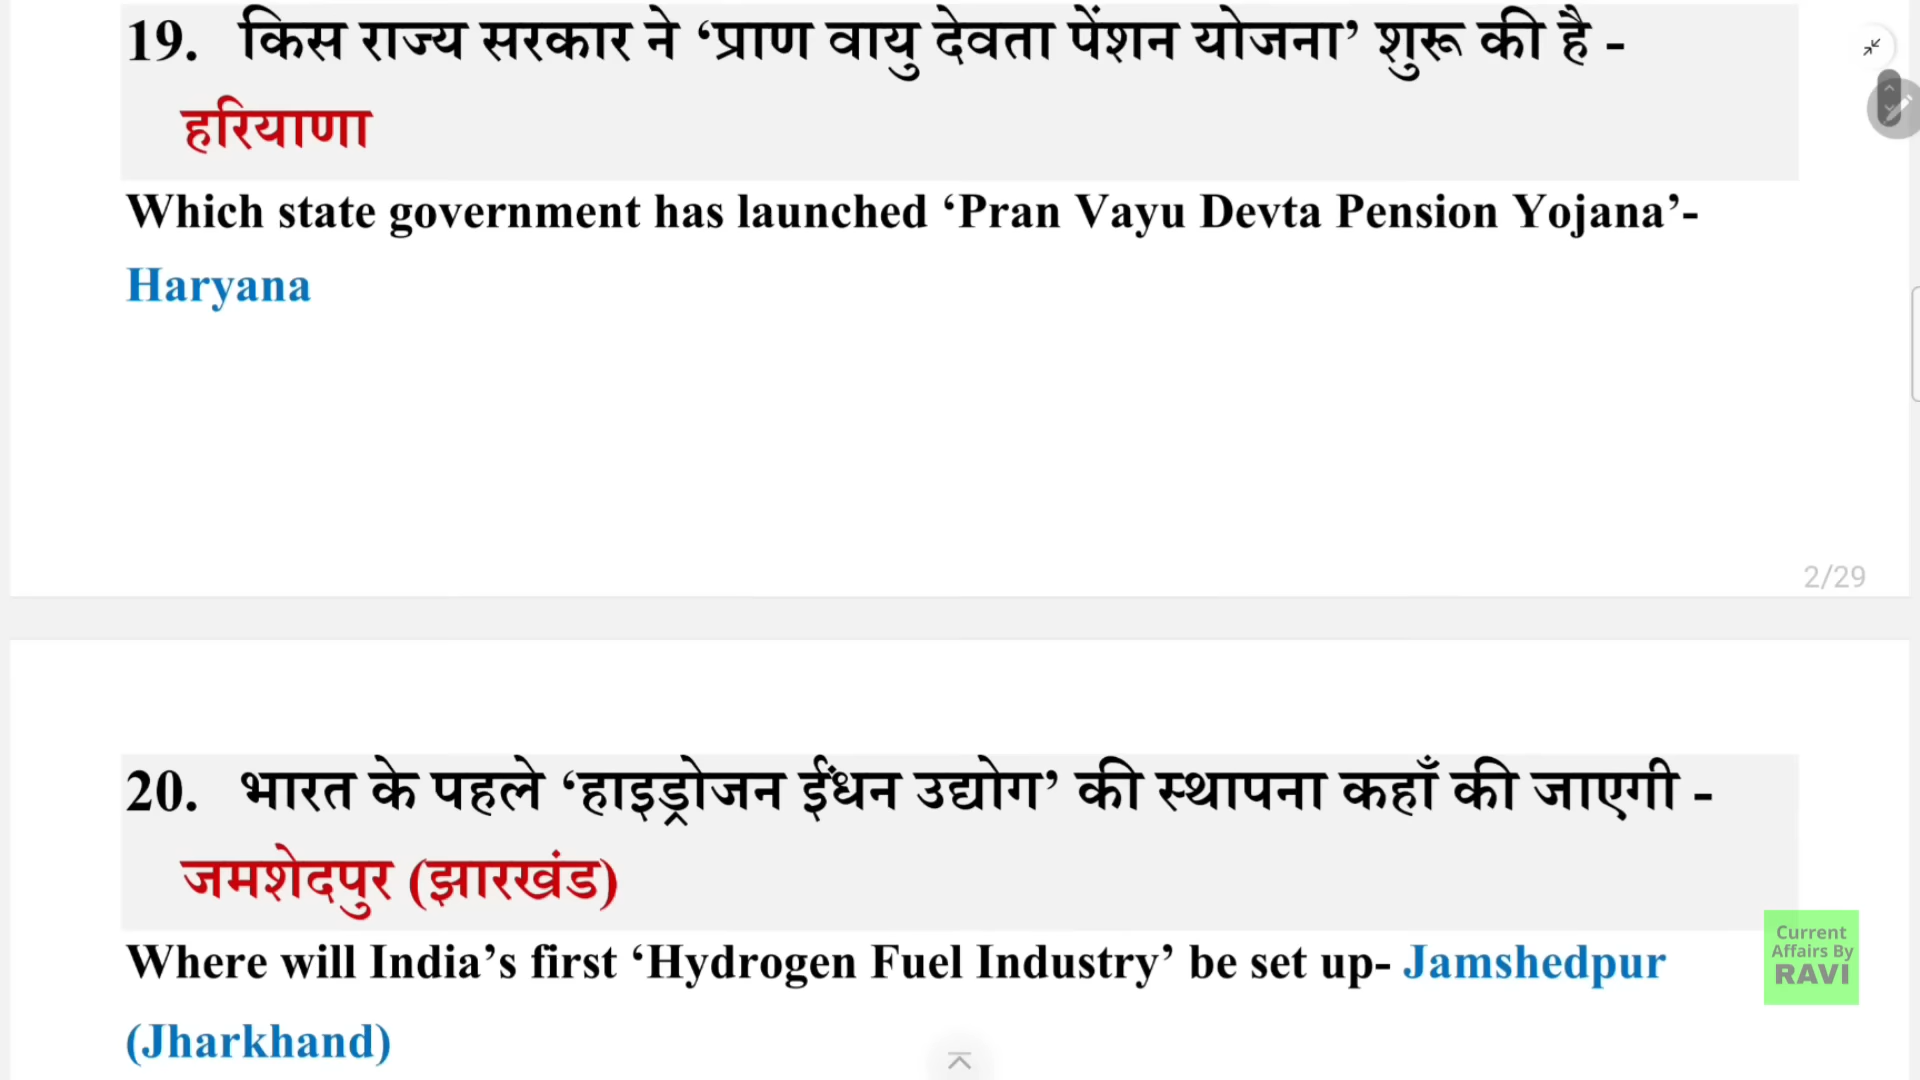 19. किस राज्य सरकार ने ‘प्राण वायु देवता पेंशन योजना’ शुरू की है -
हरियाणा
Which state government has launched ‘Pran Vayu Devta Pension Yojana’-
Haryana
2/29
20. भारत के पहले ‘हाइड्रोजन ईंधन उद्योग’ की स्थापना कहाँ की जाएगी -
जमशेदपुर (झारखंड)
Where will India’s first ‘Hydrogen Fuel Industry’ be set up- Jamshedpur
(Jharkhand)
Current
Affairs By
RAVI